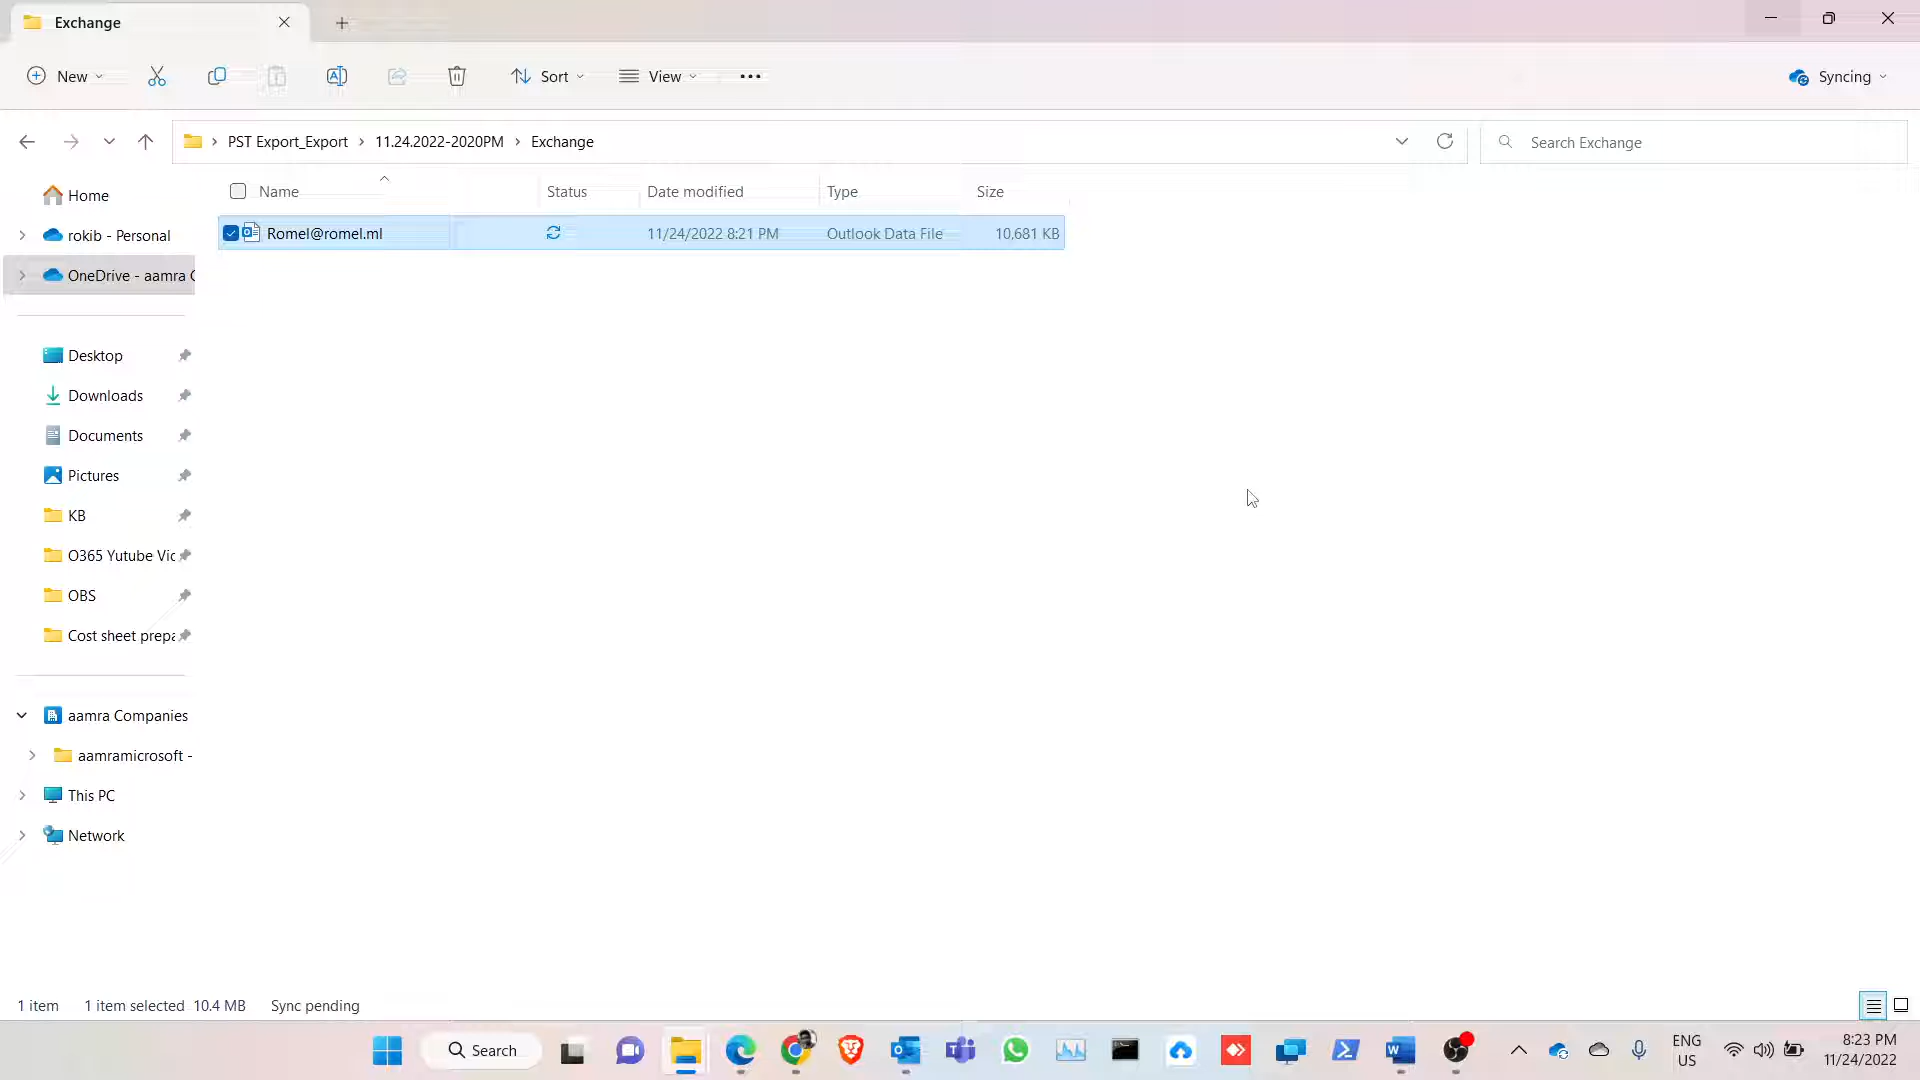 Exchange
New
Sort
View
Syncing
PST Export_Export
11.24.2022-2020PM
Exchange
Search Exchange
Name
Status
Date modified
Type
Size
Romel@romel.ml
11/24/2022 8:21 PM
Outlook Data File
10,681 KB
Home
rokib - Personal
OneDrive - aamra
Desktop
Downloads
Documents
Pictures
KB
O365 Yutube Vic
OBS
Cost sheet prepa
aamra Companies
aamramicrosoft -
This PC
Network
1 item
1 item selected 10.4 MB
Sync pending
Search
ENG
US
8:23 PM
11/24/2022